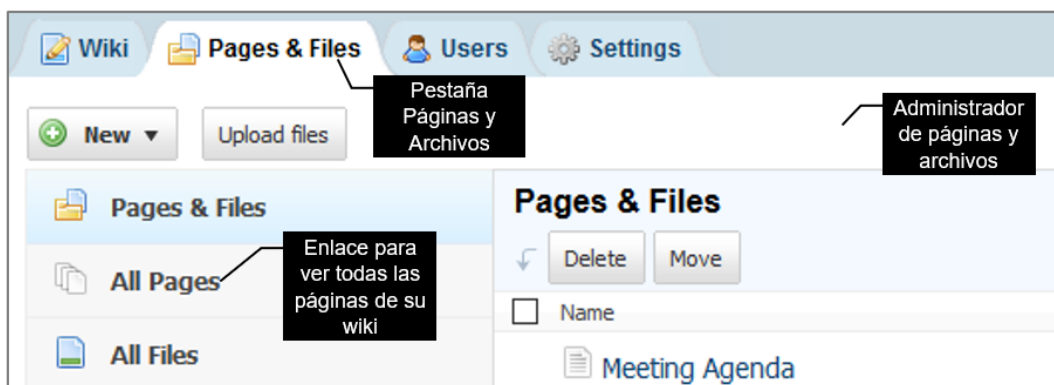 Wiki
Pages & Files
Users
Settings
Pestaña
Páginas y
Archivos
Administrador
de páginas y
archivos
New
Upload files
Pages & Files
All Pages
All Files
Enlace para
ver todas las
páginas de su
wiki
Pages & Files
Delete
Move
Name
Meeting Agenda